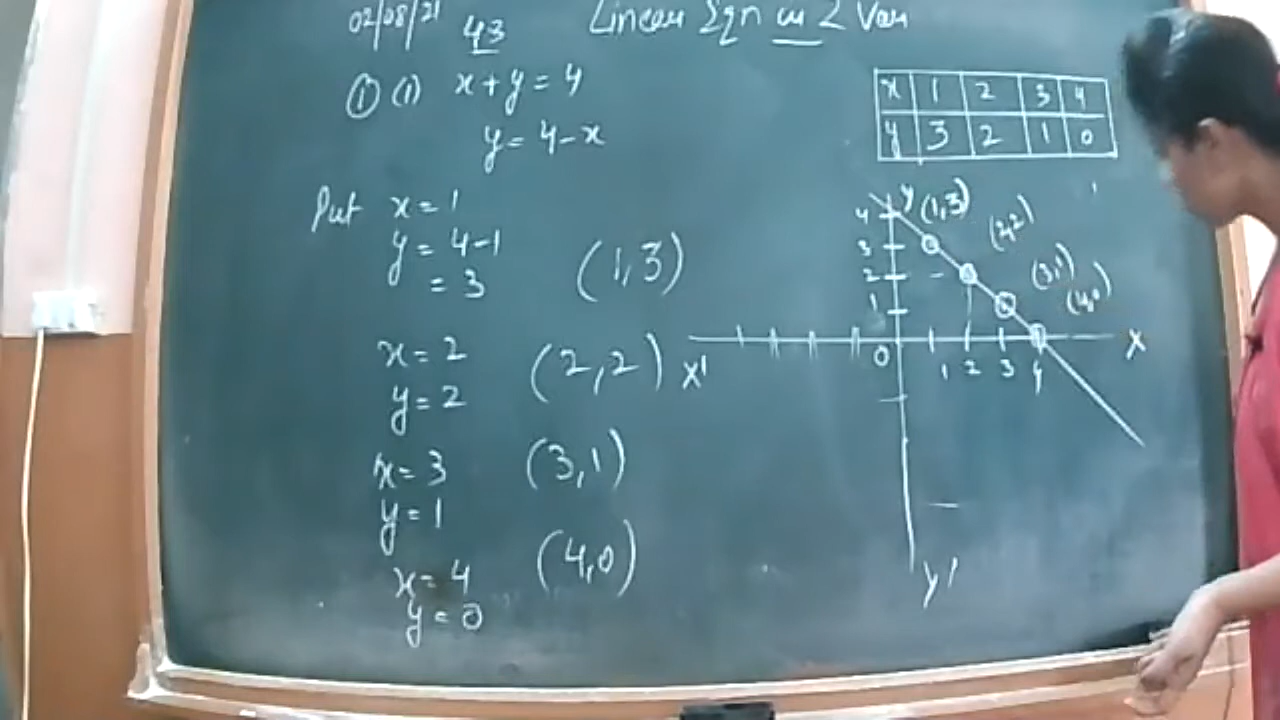 02/08/21 43 Linear Eqn in 2 Var
① (1) x + y = 4
y = 4 - x
Put x = 1
y = 4-1
= 3 (1,3)
x = 2
y = 2 (2,2)
x = 3
y = 1 (3,1)
x = 4
y = 0 (4,0)
x 1 2 3 4
y 3 2 1 0
y
4 (1,3)
3 (2,2)
2 (3,1)
1 (4,0)
X' 0 1 2 3 4 X
y'